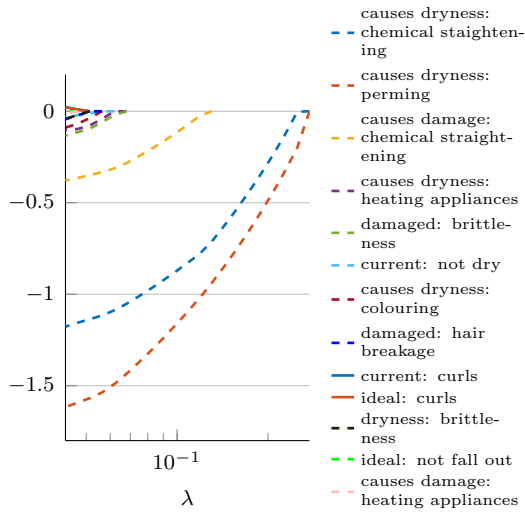 causes dryness:
chemical staighten-
ing
causes dryness:
perming
causes damage:
chemical straight-
ening
causes dryness:
heating appliances
damaged: brittle-
ness
current: not dry
causes dryness:
colouring
damaged: hair
breakage
current: curls
ideal: curls
dryness: brittle-
ness
ideal: not fall out
causes damage:
heating appliances
0
−0.5
−1
−1.5
10⁻¹
λ